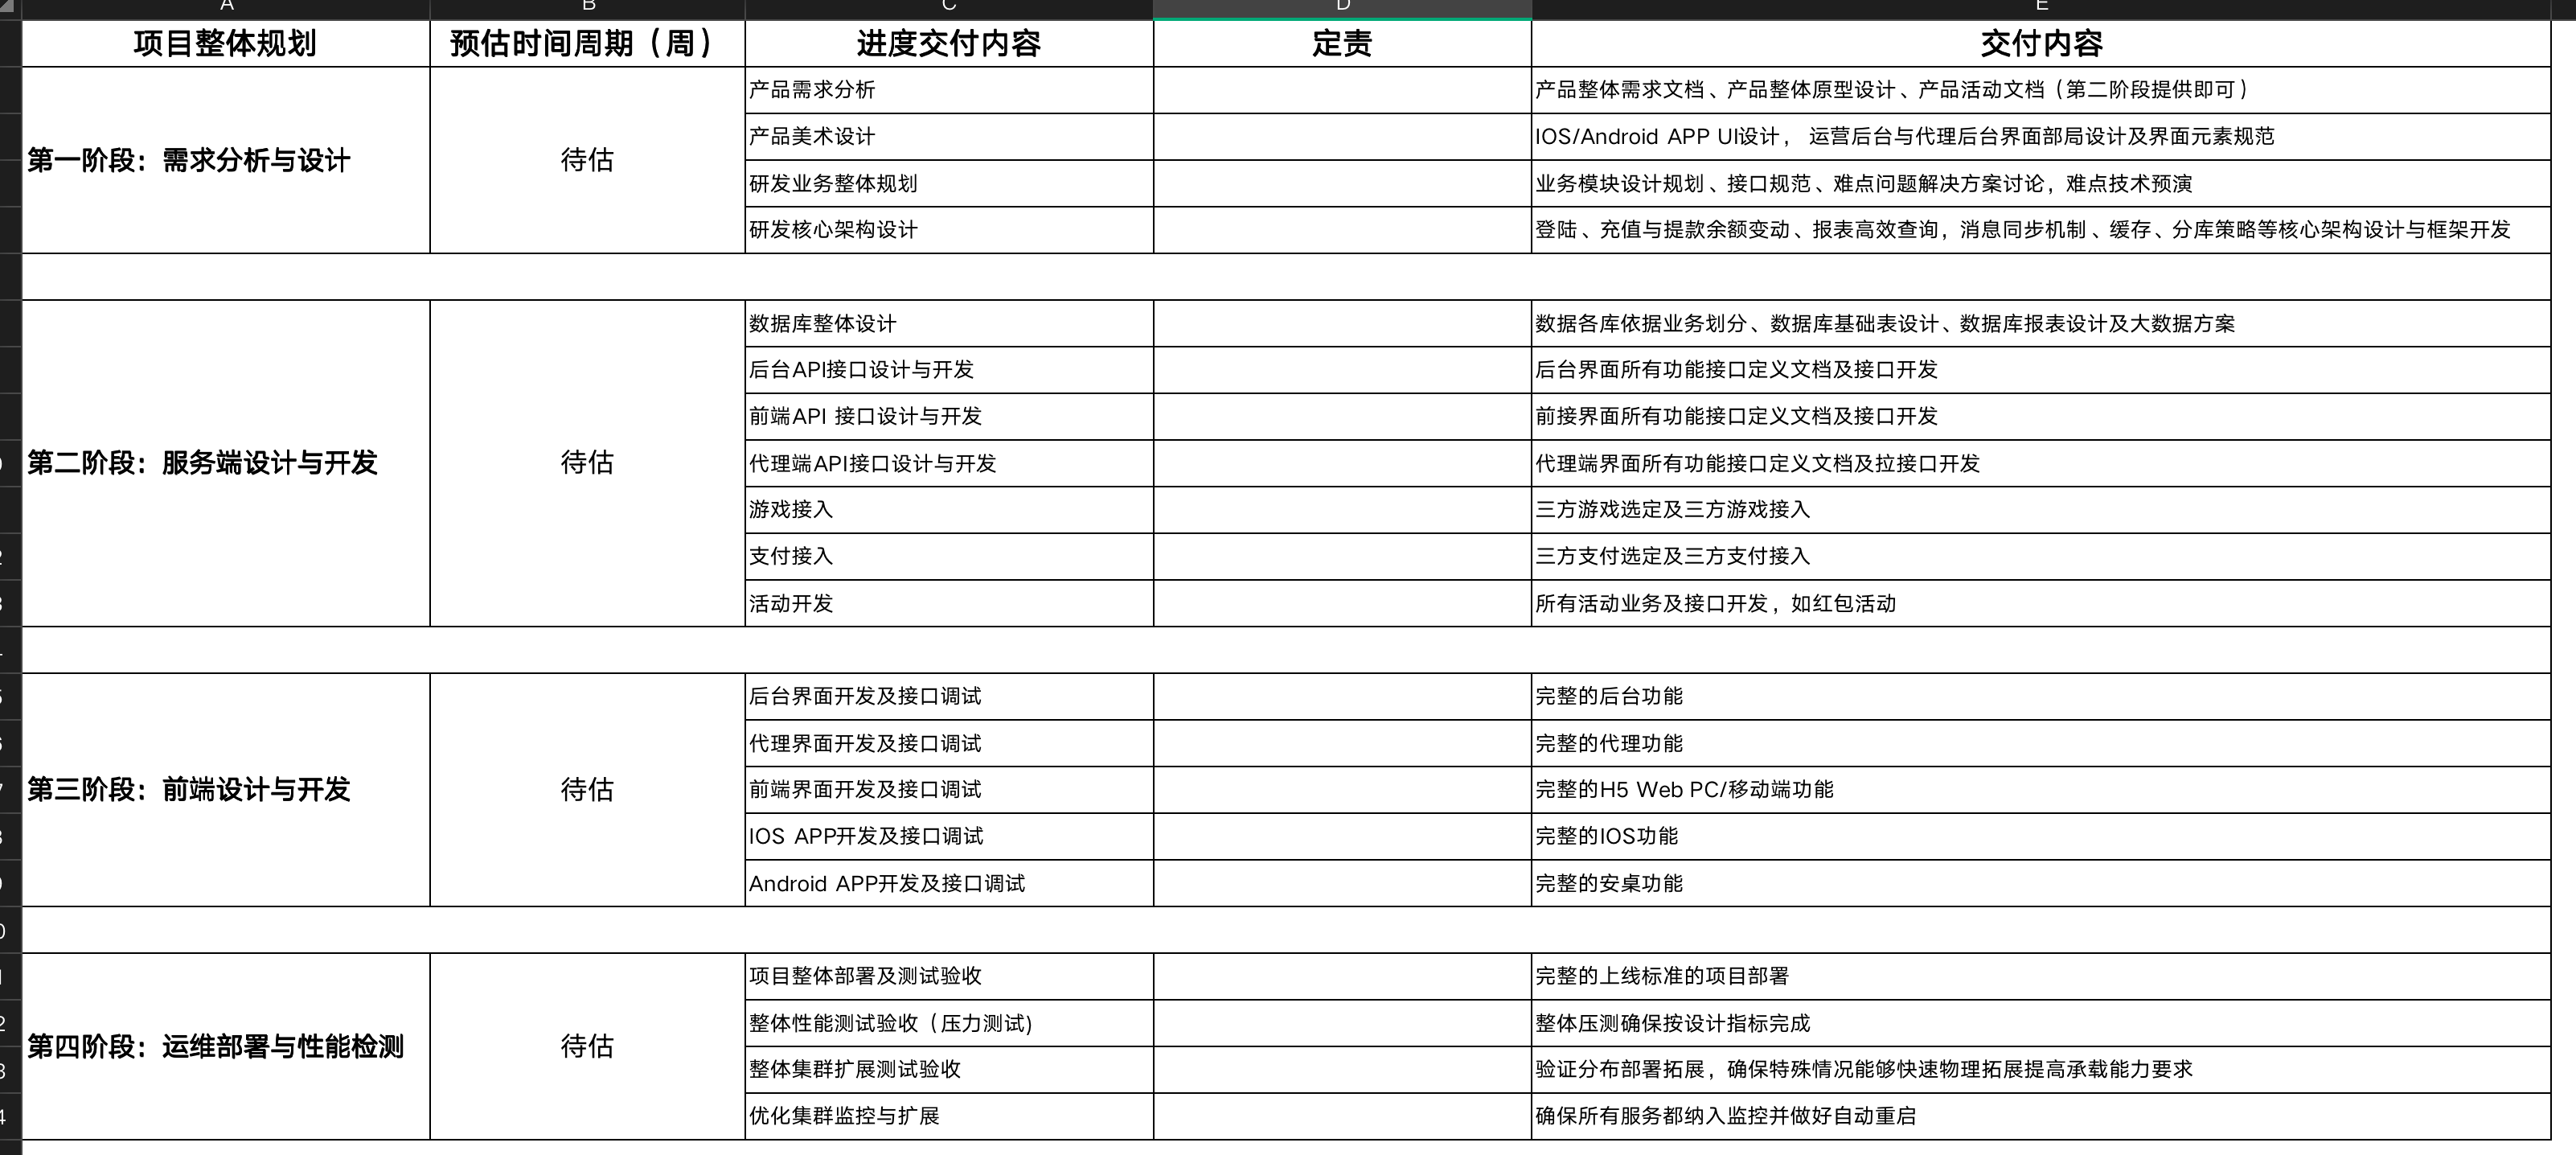 A B C D E
项目整体规划 预估时间周期（周） 进度交付内容 定责 交付内容
产品需求分析 产品整体需求文档、产品整体原型设计、产品活动文档（第二阶段提供即可）
产品美术设计 IOS/Android APP UI设计， 运营后台与代理后台界面部局设计及界面元素规范
第一阶段：需求分析与设计 待估
研发业务整体规划 业务模块设计规划、接口规范、难点问题解决方案讨论，难点技术预演
研发核心架构设计 登陆、充值与提款余额变动、报表高效查询，消息同步机制、缓存、分库策略等核心架构设计与框架开发
数据库整体设计 数据各库依据业务划分、数据库基础表设计、数据库报表设计及大数据方案
后台API接口设计与开发 后台界面所有功能接口定义文档及接口开发
前端API 接口设计与开发 前接界面所有功能接口定义文档及接口开发
第二阶段：服务端设计与开发 待估 代理端API接口设计与开发 代理端界面所有功能接口定义文档及拉接口开发
游戏接入 三方游戏选定及三方游戏接入
支付接入 三方支付选定及三方支付接入
活动开发 所有活动业务及接口开发，如红包活动
后台界面开发及接口调试 完整的后台功能
代理界面开发及接口调试 完整的代理功能
第三阶段：前端设计与开发 待估 前端界面开发及接口调试 完整的H5 Web PC/移动端功能
IOS APP开发及接口调试 完整的IOS功能
Android APP开发及接口调试 完整的安桌功能
项目整体部署及测试验收 完整的上线标准的项目部署
整体性能测试验收（压力测试） 整体压测确保按设计指标完成
第四阶段：运维部署与性能检测 待估
整体集群扩展测试验收 验证分布部署拓展，确保特殊情况能够快速物理拓展提高承载能力要求
优化集群监控与扩展 确保所有服务都纳入监控并做好自动重启